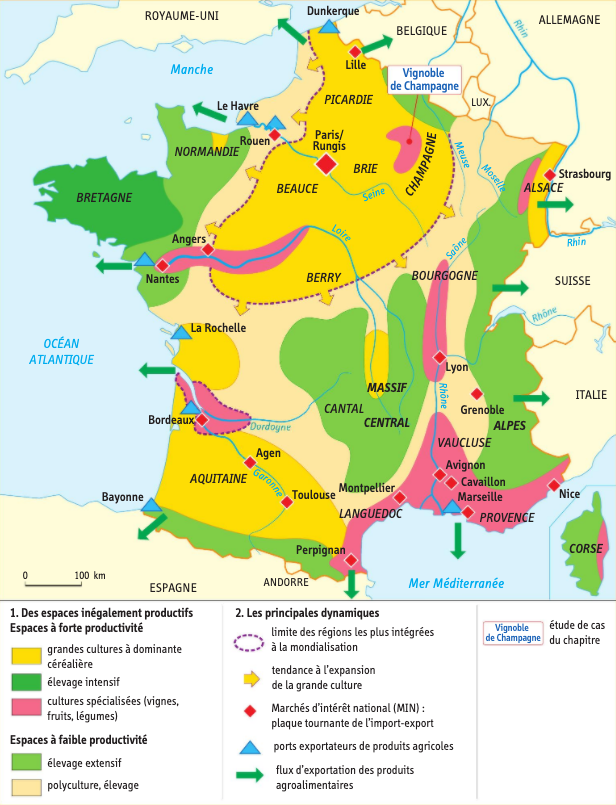 ROYAUME-UNI
Dunkerque
BELGIQUE
ALLEMAGNE
Rhin
Manche
Lille
Vignoble
de Champagne
LUX.
PICARDIE
Le Havre
Rouen
NORMANDIE
Paris/
Rungis
BRIE
CHAMPAGNE
Meuse
Moselle
Strasbourg
ALSACE
BEAUCE
Seine
BRETAGNE
Rhin
Angers
Loire
Saône
Nantes
BERRY
BOURGOGNE
SUISSE
La Rochelle
Rhône
OCÉAN
ATLANTIQUE
Lyon
MASSIF
CENTRAL
CANTAL
Rhône
Grenoble
ALPES
ITALIE
Bordeaux
Dordogne
VAUCLUSE
Agen
Avignon
Cavaillon
AQUITAINE
Garonne
Toulouse
Montpellier
Marseille
Nice
Bayonne
LANGUEDOC
PROVENCE
Perpignan
CORSE
0 100 km
ESPAGNE
ANDORRE
Mer Méditerranée
1. Des espaces inégalement productifs
Espaces à forte productivité
grandes cultures à dominante
céréalière
élevage intensif
cultures spécialisées (vignes,
fruits, légumes)
Espaces à faible productivité
élevage extensif
polyculture, élevage
2. Les principales dynamiques
limite des régions les plus intégrées
à la mondialisation
tendance à l'expansion
de la grande culture
Marchés d'intérêt national (MIN) :
plaque tournante de l'import-export
ports exportateurs de produits agricoles
flux d'exportation des produits
agroalimentaires
Vignoble
de Champagne
étude de cas
du chapitre